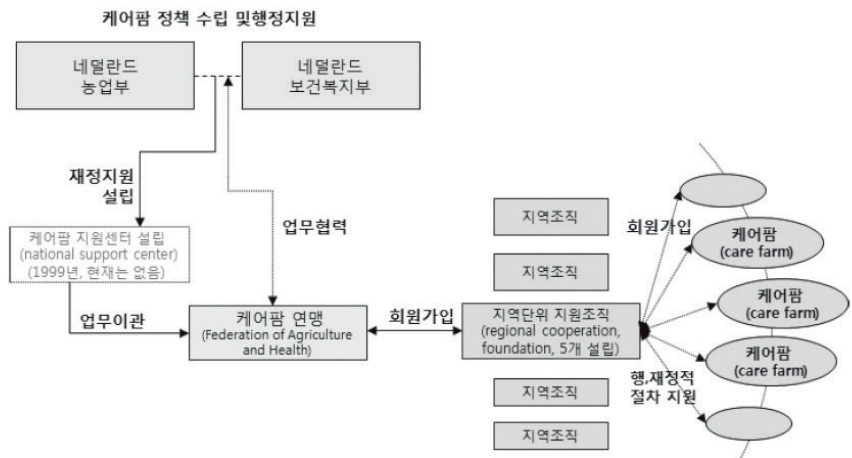 케어팜 정책 수립 및행정지원
네덜란드
농업부
네덜란드
보건복지부
재정지원
설립
업무협력
케어팜 지원센터 설립
(national support center)
(1999년, 현재는 없음)
업무이관
케어팜 연맹
(Federation of Agriculture
and Health)
회원가입
지역조직
지역조직
지역단위 지원조직
(regional cooperation,
foundation, 5개 설립)
지역조직
지역조직
회원가입
행,재정적
절차 지원
케어팜
(care farm)
케어팜
(care farm)
케어팜
(care farm)